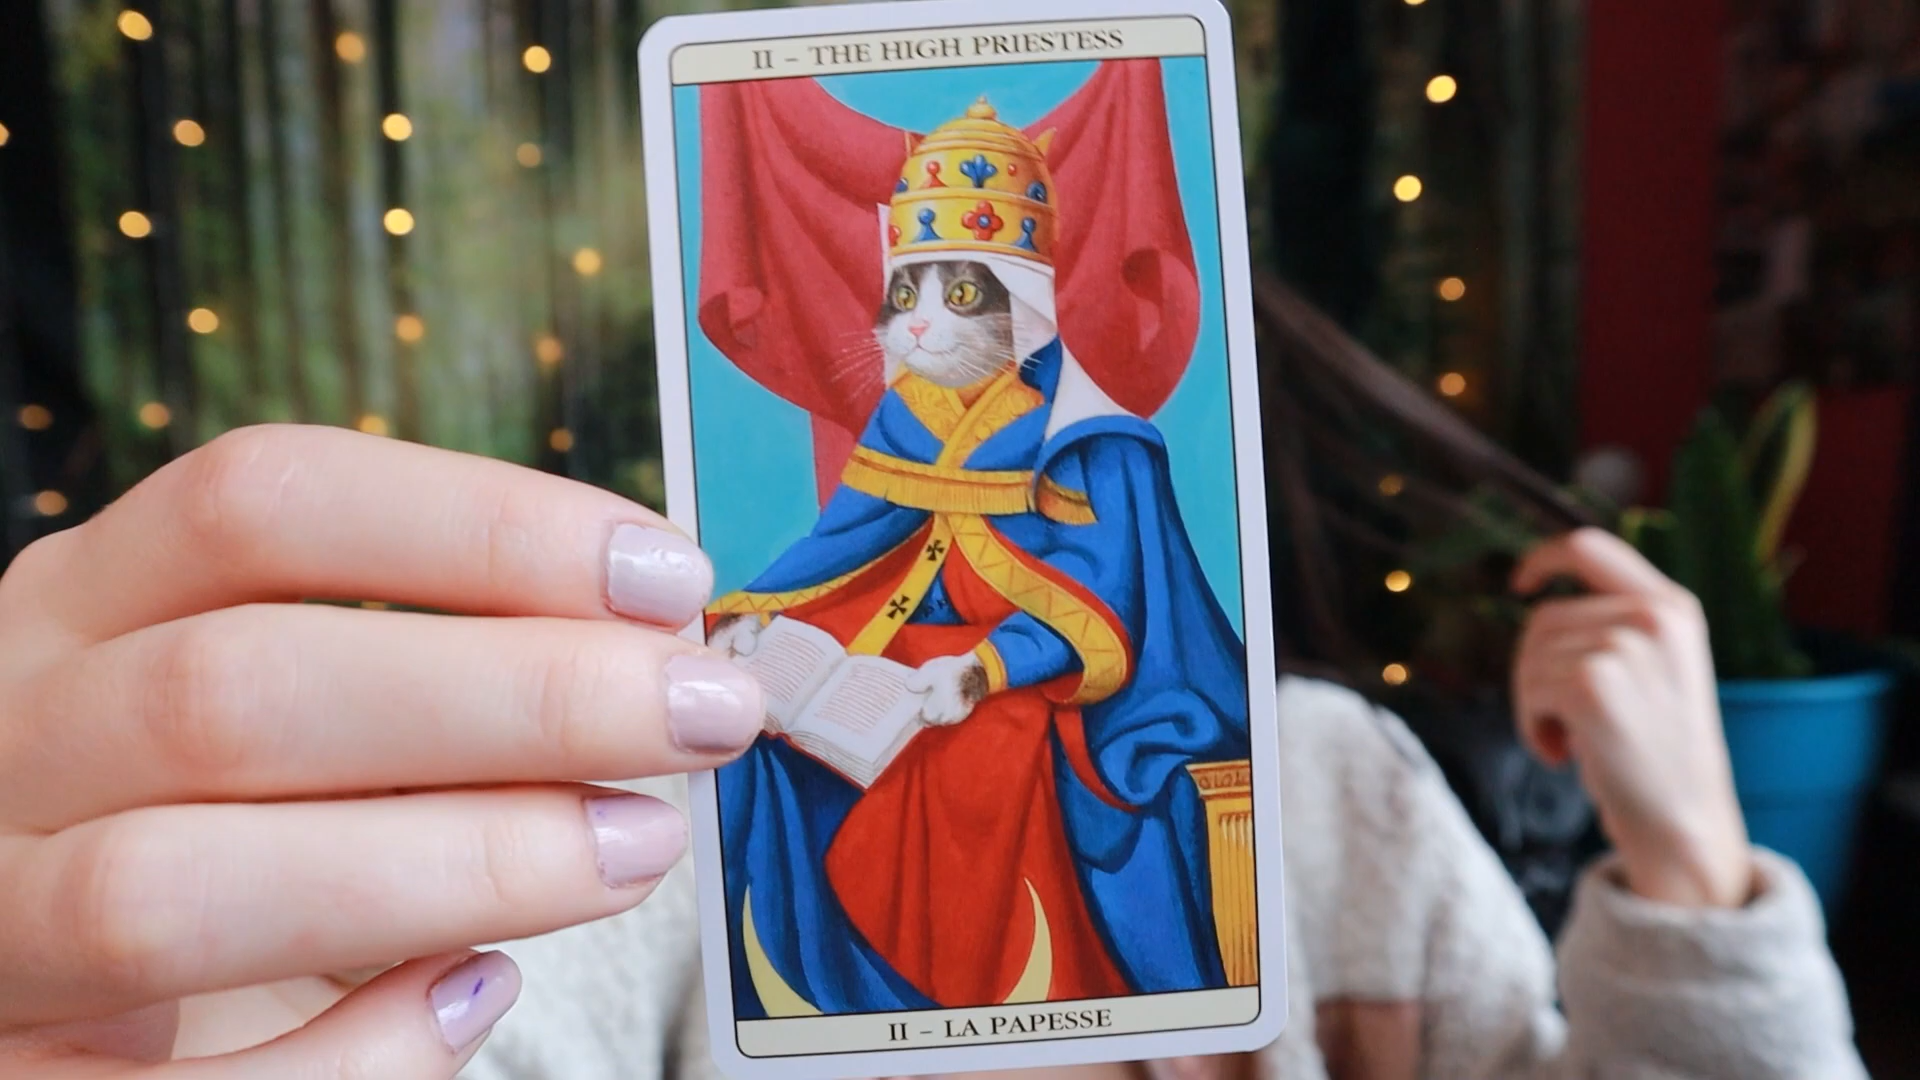 II – THE HIGH PRIESTESS
II – LA PAPESSE